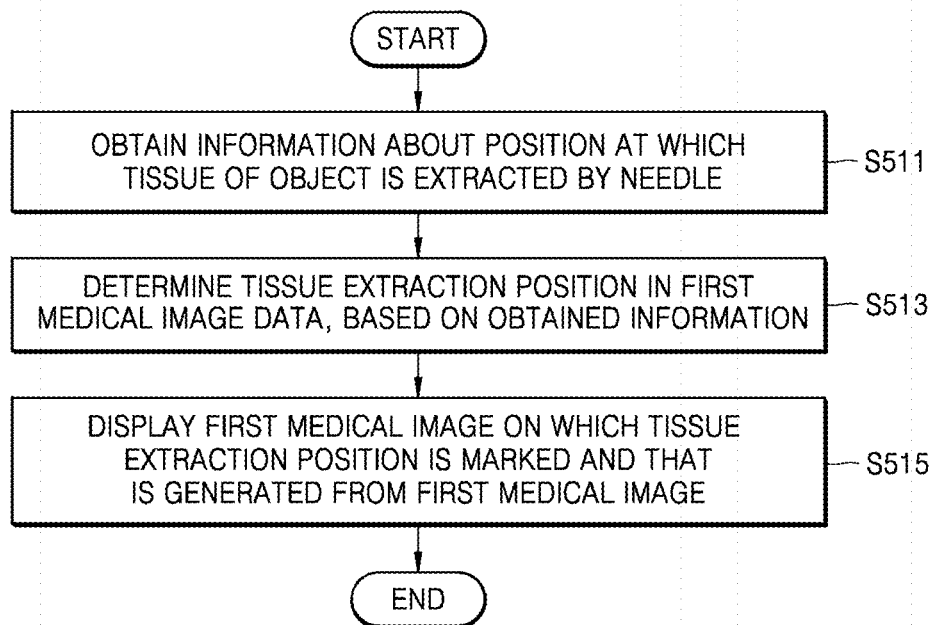 START
OBTAIN INFORMATION ABOUT POSITION AT WHICH
TISSUE OF OBJECT IS EXTRACTED BY NEEDLE
S511
DETERMINE TISSUE EXTRACTION POSITION IN FIRST
MEDICAL IMAGE DATA, BASED ON OBTAINED INFORMATION
S513
DISPLAY FIRST MEDICAL IMAGE ON WHICH TISSUE
EXTRACTION POSITION IS MARKED AND THAT
IS GENERATED FROM FIRST MEDICAL IMAGE
S515
END